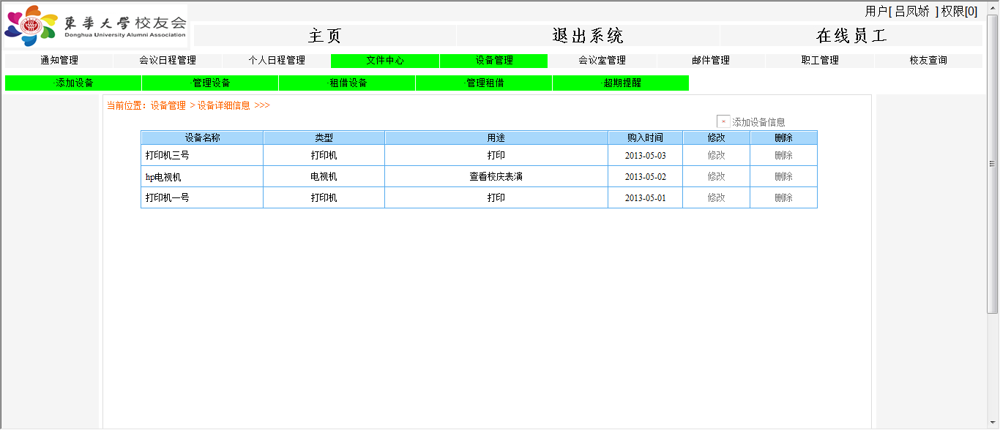 用户[ 吕凤娇 ] 权限[0]
東華大學校友会
Donghua University Alumni Association
主页 退出系统 在线员工
通知管理 会议日程管理 个人日程管理 文件中心 设备管理 会议室管理 邮件管理 职工管理 校友查询
·添加设备 ·管理设备 ·租借设备 ·管理租借 ·超期提醒
当前位置：设备管理 > 设备详细信息 >>>
添加设备信息
设备名称 类型 用途 购入时间 修改 删除
打印机三号 打印机 打印 2013-05-03 修改 删除
hp电视机 电视机 查看校庆表演 2013-05-02 修改 删除
打印机一号 打印机 打印 2013-05-01 修改 删除